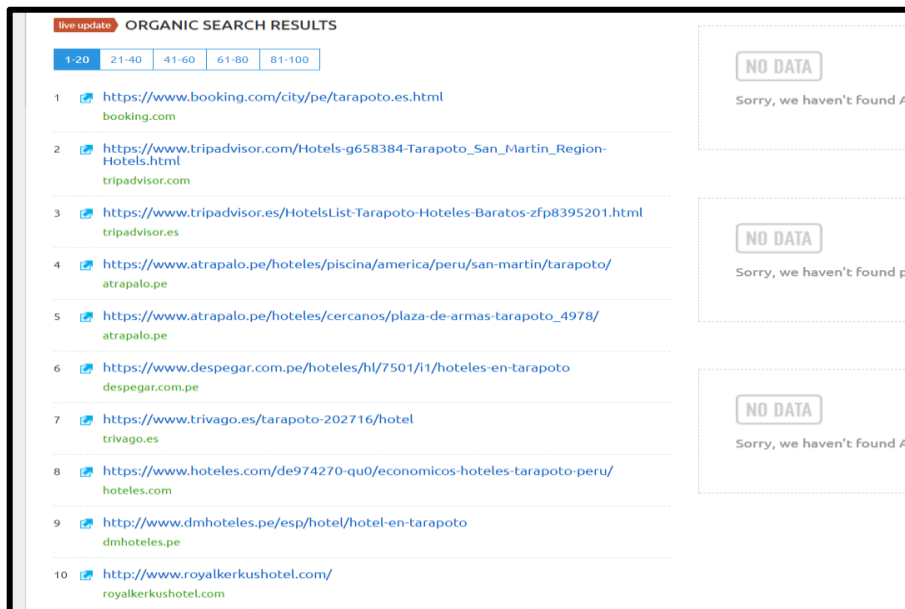 live update ORGANIC SEARCH RESULTS
1-20 21-40 41-60 61-80 81-100
1 https://www.booking.com/city/pe/tarapoto.es.html
booking.com
2 https://www.tripadvisor.com/Hotels-g658384-Tarapoto_San_Martin_Region-
Hotels.html
tripadvisor.com
3 https://www.tripadvisor.es/HotelsList-Tarapoto-Hoteles-Baratos-zfp8395201.html
tripadvisor.es
4 https://www.atrapalo.pe/hoteles/piscina/america/peru/san-martin/tarapoto/
atrapalo.pe
5 https://www.atrapalo.pe/hoteles/cercanos/plaza-de-armas-tarapoto_4978/
atrapalo.pe
6 https://www.despegar.com.pe/hoteles/hl/7501/i1/hoteles-en-tarapoto
despegar.com.pe
7 https://www.trivago.es/tarapoto-202716/hotel
trivago.es
8 https://www.hoteles.com/de974270-qu0/economicos-hoteles-tarapoto-peru/
hoteles.com
9 http://www.dmhoteles.pe/esp/hotel/hotel-en-tarapoto
dmhoteles.pe
10 http://www.royalkerkushotel.com/
royalkerkushotel.com
NO DATA
Sorry, we haven't found A
NO DATA
Sorry, we haven't found p
NO DATA
Sorry, we haven't found A